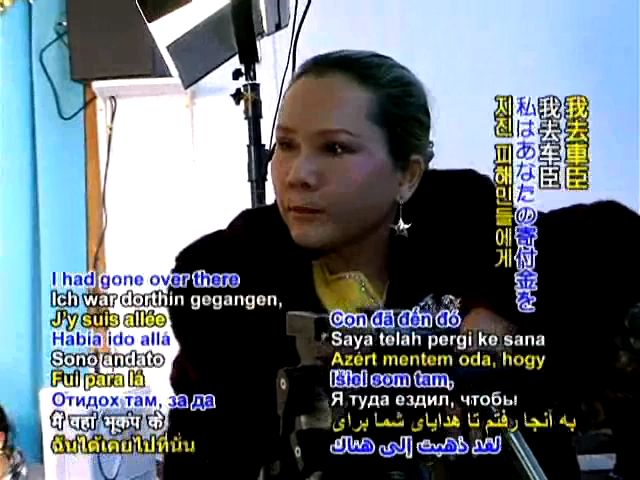 我去重臣
我去车臣
私はあなたの寄付金を
지진 피해민들에게
I had gone over there
Ich war dorthin gegangen,
J'y suis allée
Había ido allá
Sono andato
Fui para lá
Отидох там, за да
मैं वहां भूकंप के
ฉันได้เคยไปที่นั่น
Con đã đến đó
Saya telah pergi ke sana
Azért mentem oda, hogy
Išiel som tam,
Я туда ездил, чтобы
به آنجا رفتم تا هدایای شما برای
لقد ذهبت إلى هناك